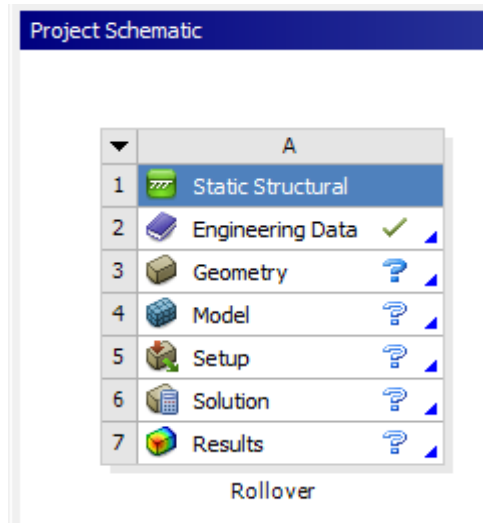 Project Schematic
A
1 Static Structural
2 Engineering Data
3 Geometry
4 Model
5 Setup
6 Solution
7 Results
Rollover